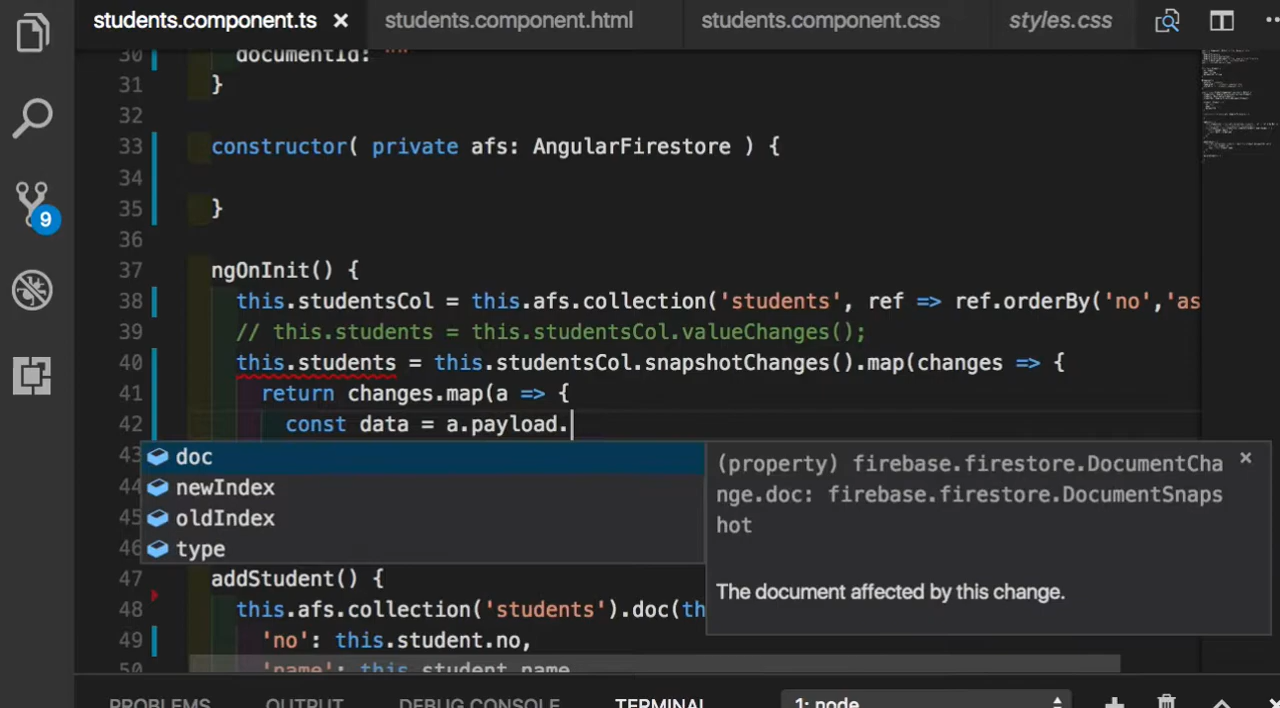 students.component.ts × students.component.html students.component.css styles.css
30 documentId: ""
31 }
32
33 constructor( private afs: AngularFirestore ) {
34
35 }
36
9
37 ngOnInit() {
38 this.studentsCol = this.afs.collection('students', ref => ref.orderBy('no','as
39 // this.students = this.studentsCol.valueChanges();
40 this.students = this.studentsCol.snapshotChanges().map(changes => {
41 return changes.map(a => {
42 const data = a.payload.
43 doc
44 newIndex
45 oldIndex
46 type
(property) firebase.firestore.DocumentCha
nge.doc: firebase.firestore.DocumentSnaps
hot
The document affected by this change.
47 addStudent() {
48 this.afs.collection('students').doc(th
49 'no': this.student.no,
50 'name': this.student.name
PROBLEMS OUTPUT DEBUG CONSOLE TERMINAL 1: node